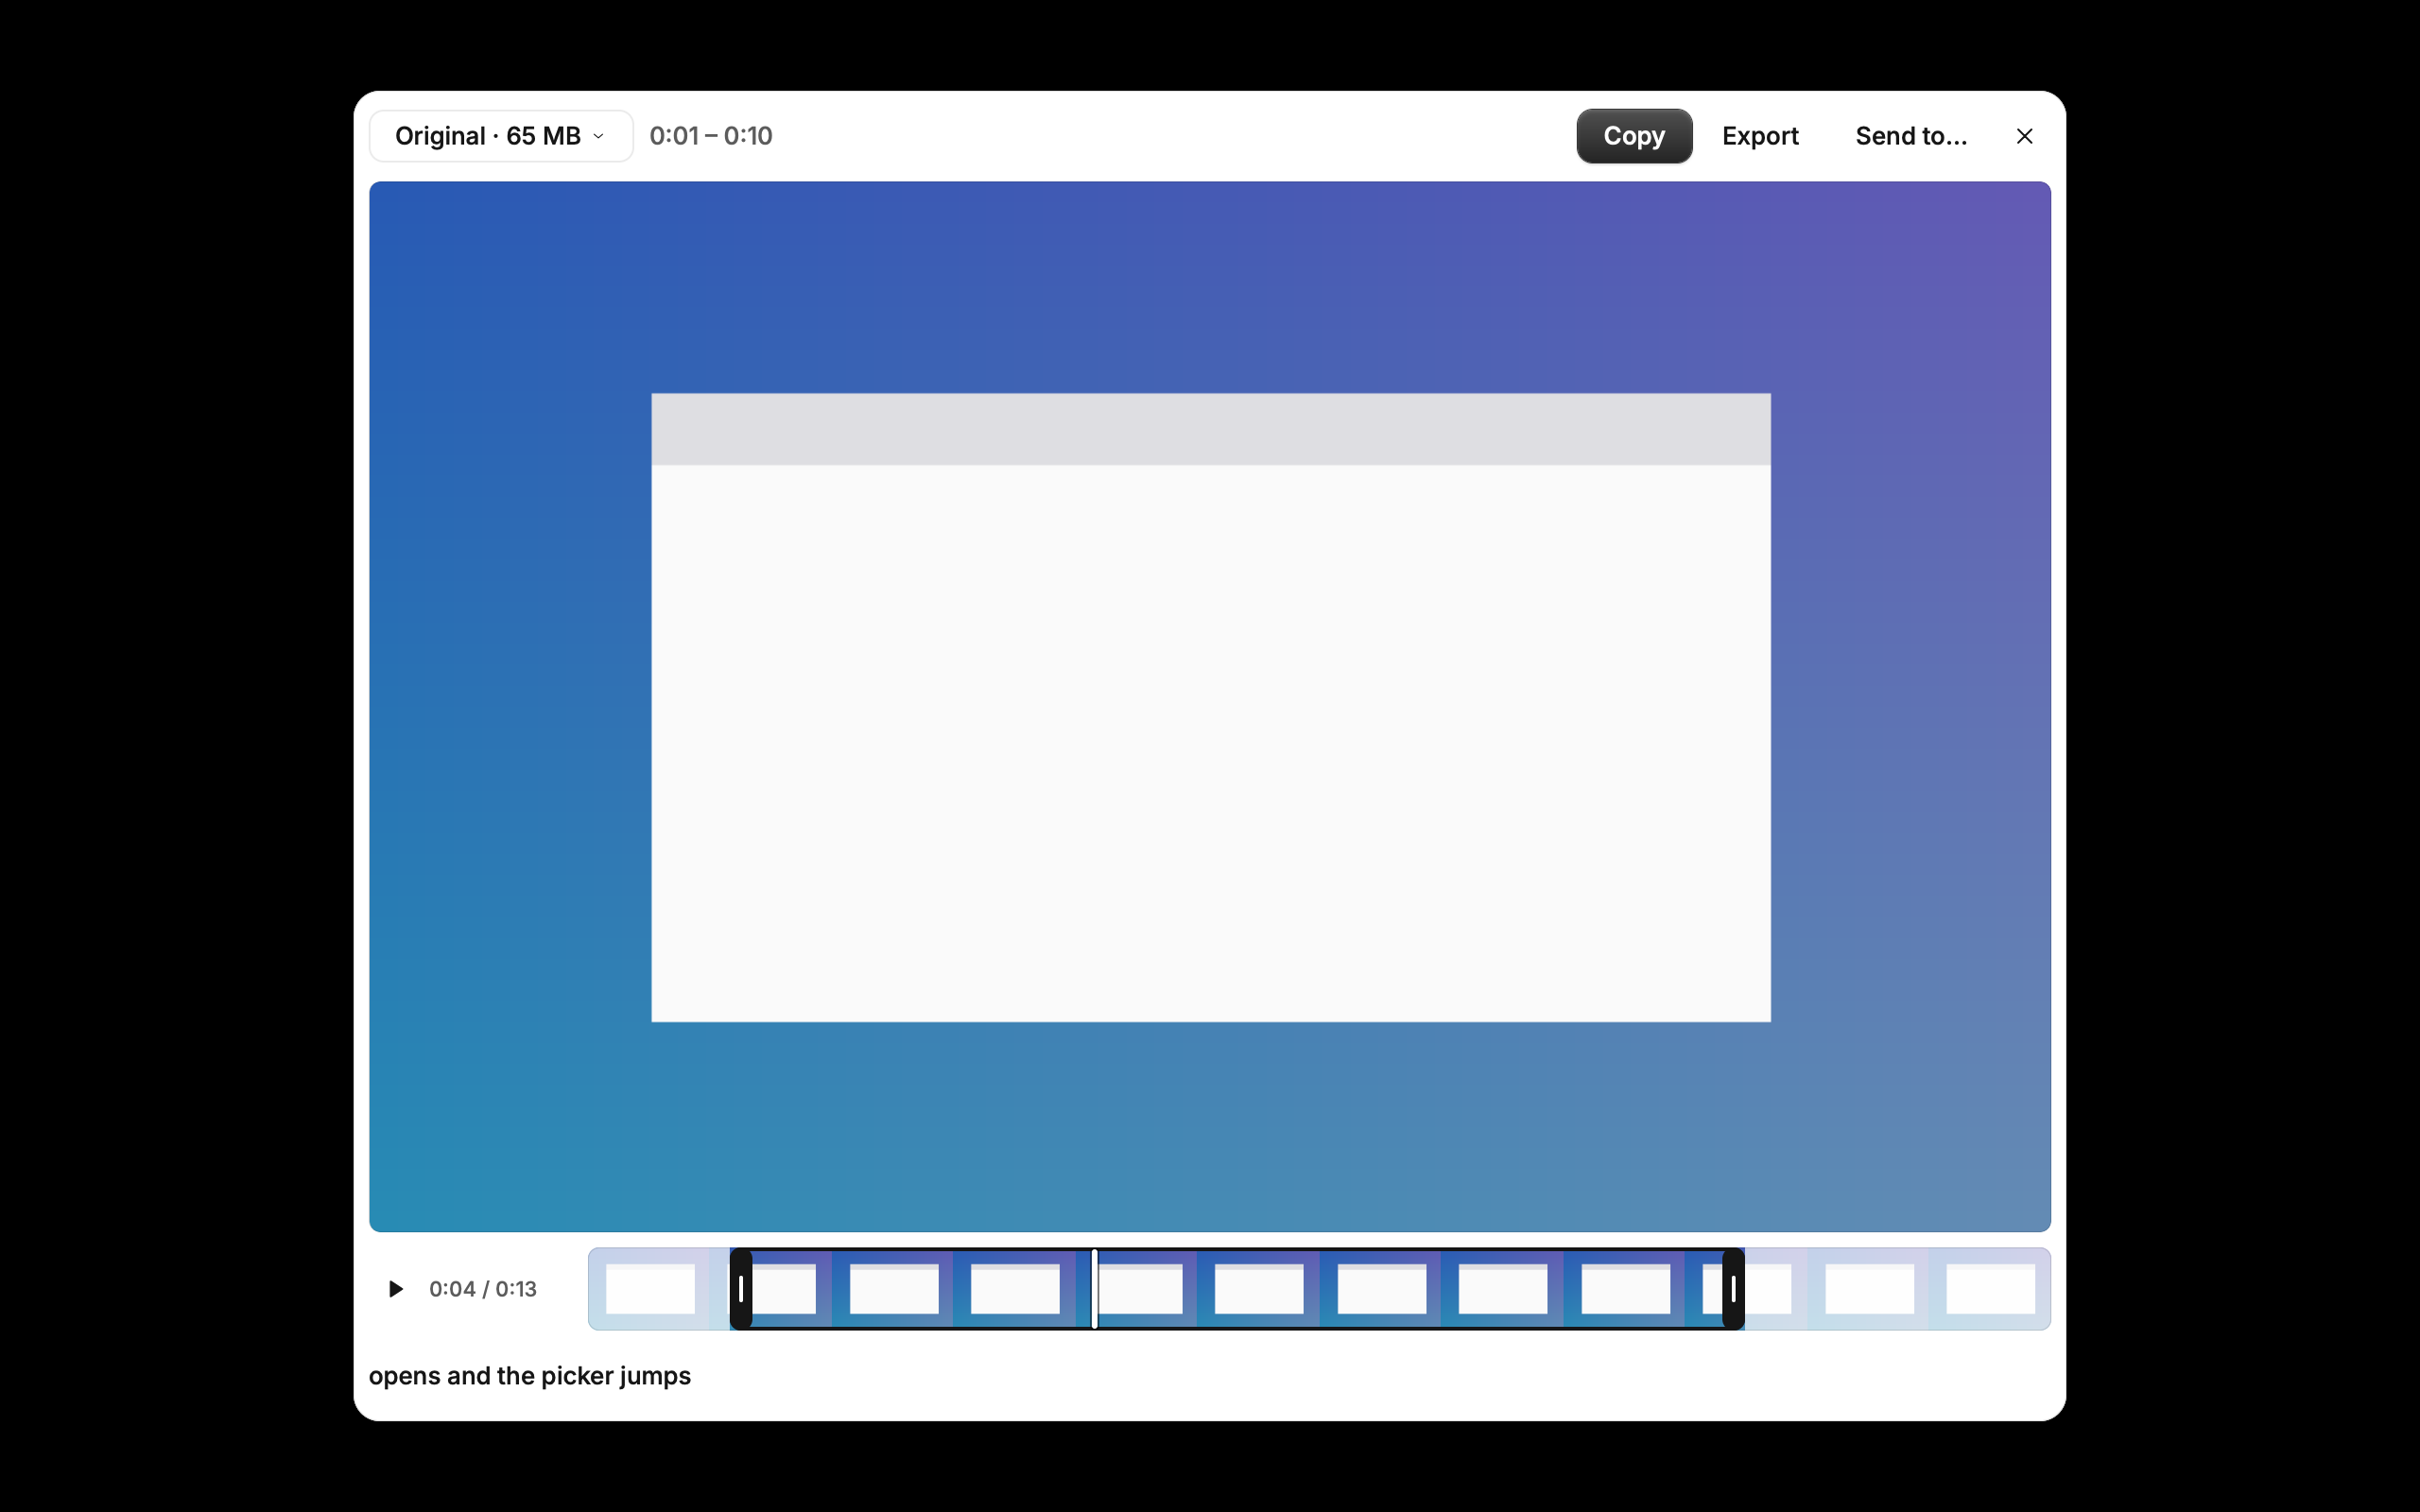 Original · 65 MB
0:01 – 0:10
Copy
Export
Send to...
0:04 / 0:13
opens and the picker jumps